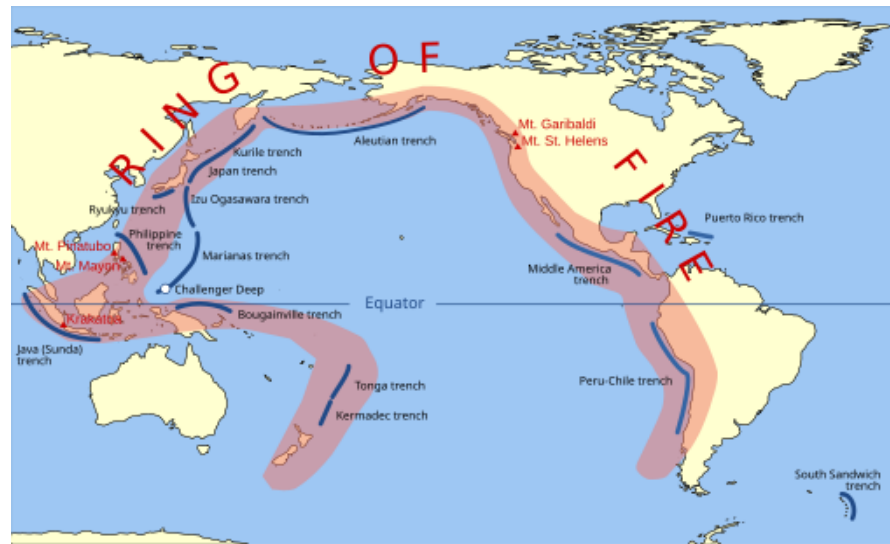 RING OF FIRE
Mt. Garibaldi
Mt. St. Helens
Aleutian trench
Kurile trench
Japan trench
Izu Ogasawara trench
Ryukyu trench
Puerto Rico trench
Philippine
trench
Mt. Pinatubo
Mt. Mayon
Marianas trench
Middle America
trench
Challenger Deep
Equator
Bougainville trench
Krakatoa
Java (Sunda)
trench
Tonga trench
Kermadec trench
Peru-Chile trench
South Sandwich
trench